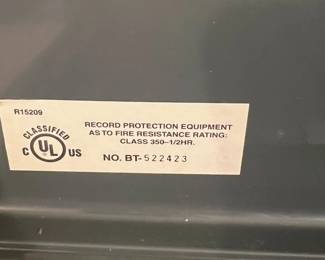 R15209
CLASSIFIED
C UL US
RECORD PROTECTION EQUIPMENT
AS TO FIRE RESISTANCE RATING:
CLASS 350-1/2HR.
NO. BT-522423